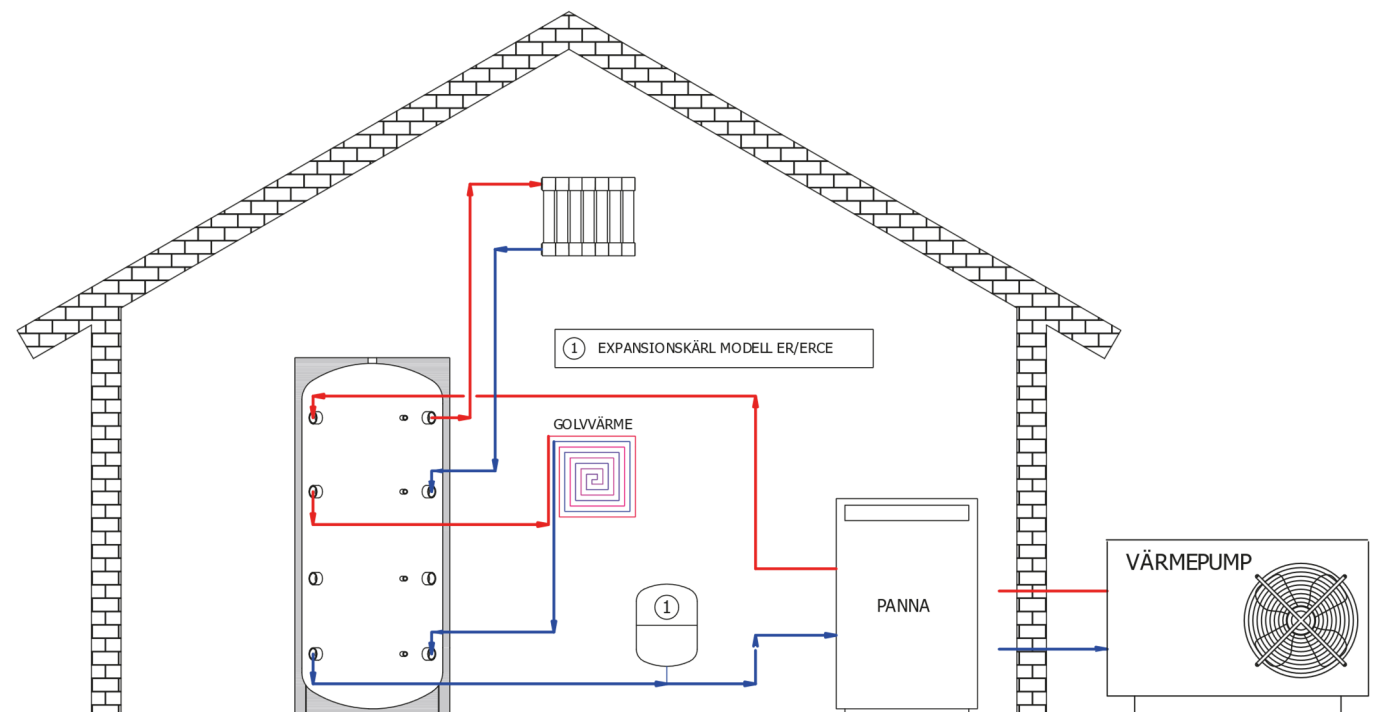 1 EXPANSIONSKÄRL MODELL ER/ERCE
GOLVVÄRME
VÄRMEPUMP
1
PANNA